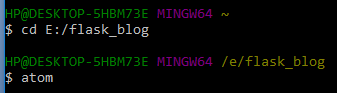 HP@DESKTOP-5HBM73E MINGW64 ~
$ cd E:/flask_blog
HP@DESKTOP-5HBM73E MINGW64 /e/flask_blog
$ atom